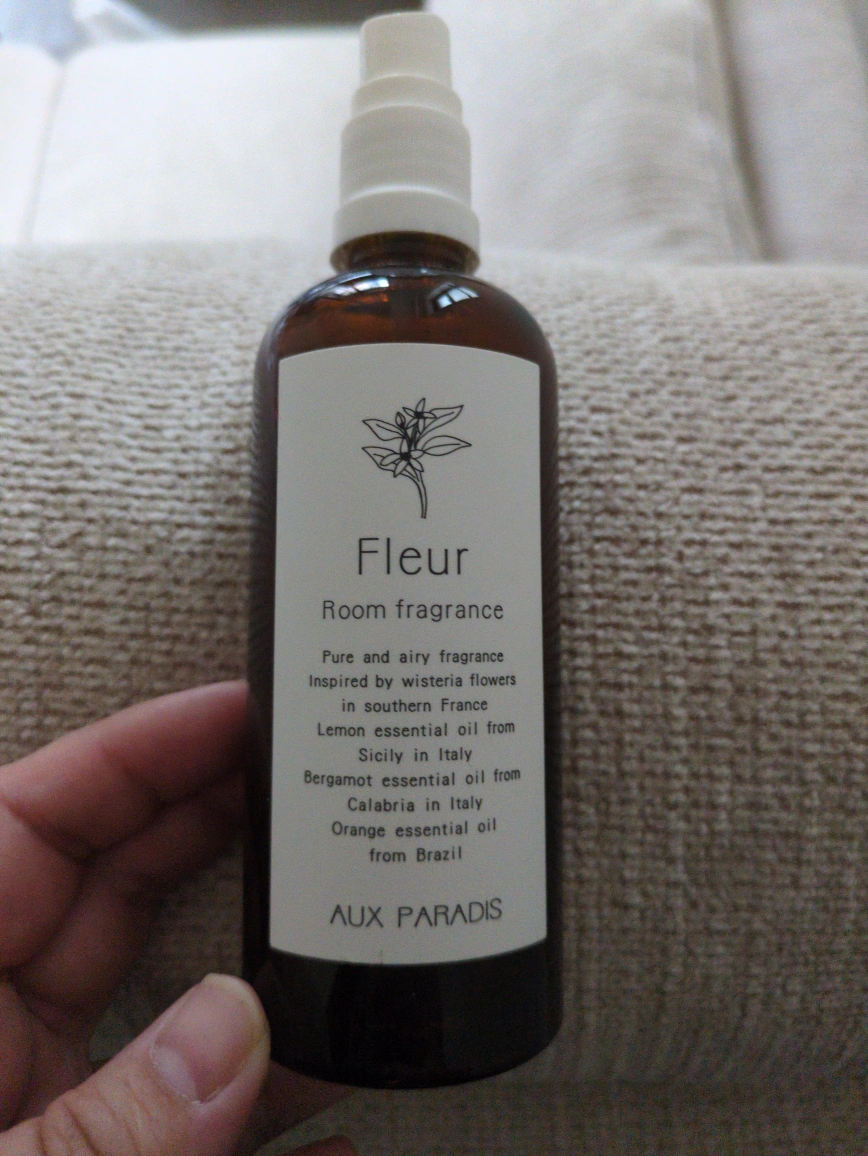 Fleur
Room fragrance
Pure and airy fragrance
Inspired by wisteria flowers
in southern France
Lemon essential oil from
Sicily in Italy
Bergamot essential oil from
Calabria in Italy
Orange essential oil
from Brazil
AUX PARADIS